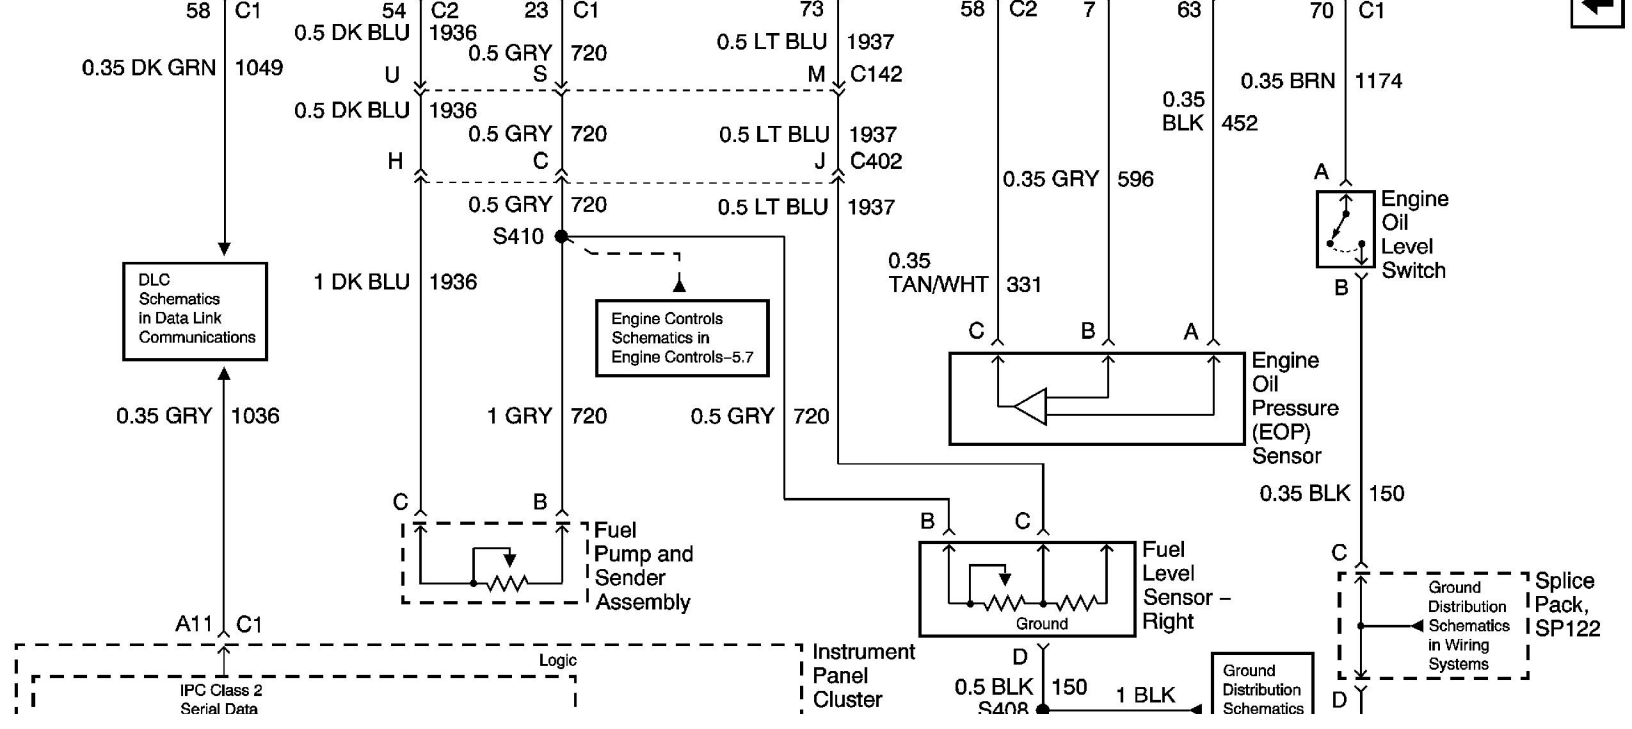 58 C1 54 C2 23 C1 73 58 C2 7 63 70 C1
0.5 DK BLU 1936
0.5 GRY 720
0.5 LT BLU 1937
0.35 DK GRN 1049
U S M C142
0.35 BRN 1174
0.35
BLK 452
0.5 DK BLU 1936
0.5 GRY 720
0.5 LT BLU 1937
H C J C402
A
0.35 GRY 596
0.5 GRY 720
0.5 LT BLU 1937
Engine
Oil
Level
Switch
S410
B
0.35
TAN/WHT 331
1 DK BLU 1936
DLC
Schematics
in Data Link
Communications
Engine Controls
Schematics in
Engine Controls–5.7
C B A
Engine
Oil
Pressure
(EOP)
Sensor
0.35 GRY 1036
1 GRY 720
0.5 GRY 720
0.35 BLK 150
C B
Fuel
Pump and
Sender
Assembly
B C
Fuel
Level
Sensor –
Right
Ground
C
Ground
Distribution
Schematics
in Wiring
Systems
Splice
Pack,
SP122
D
A11 C1
Logic
Instrument
Panel
Cluster
IPC Class 2
Serial Data
D
0.5 BLK 150
1 BLK
S408
Ground
Distribution
Schematics